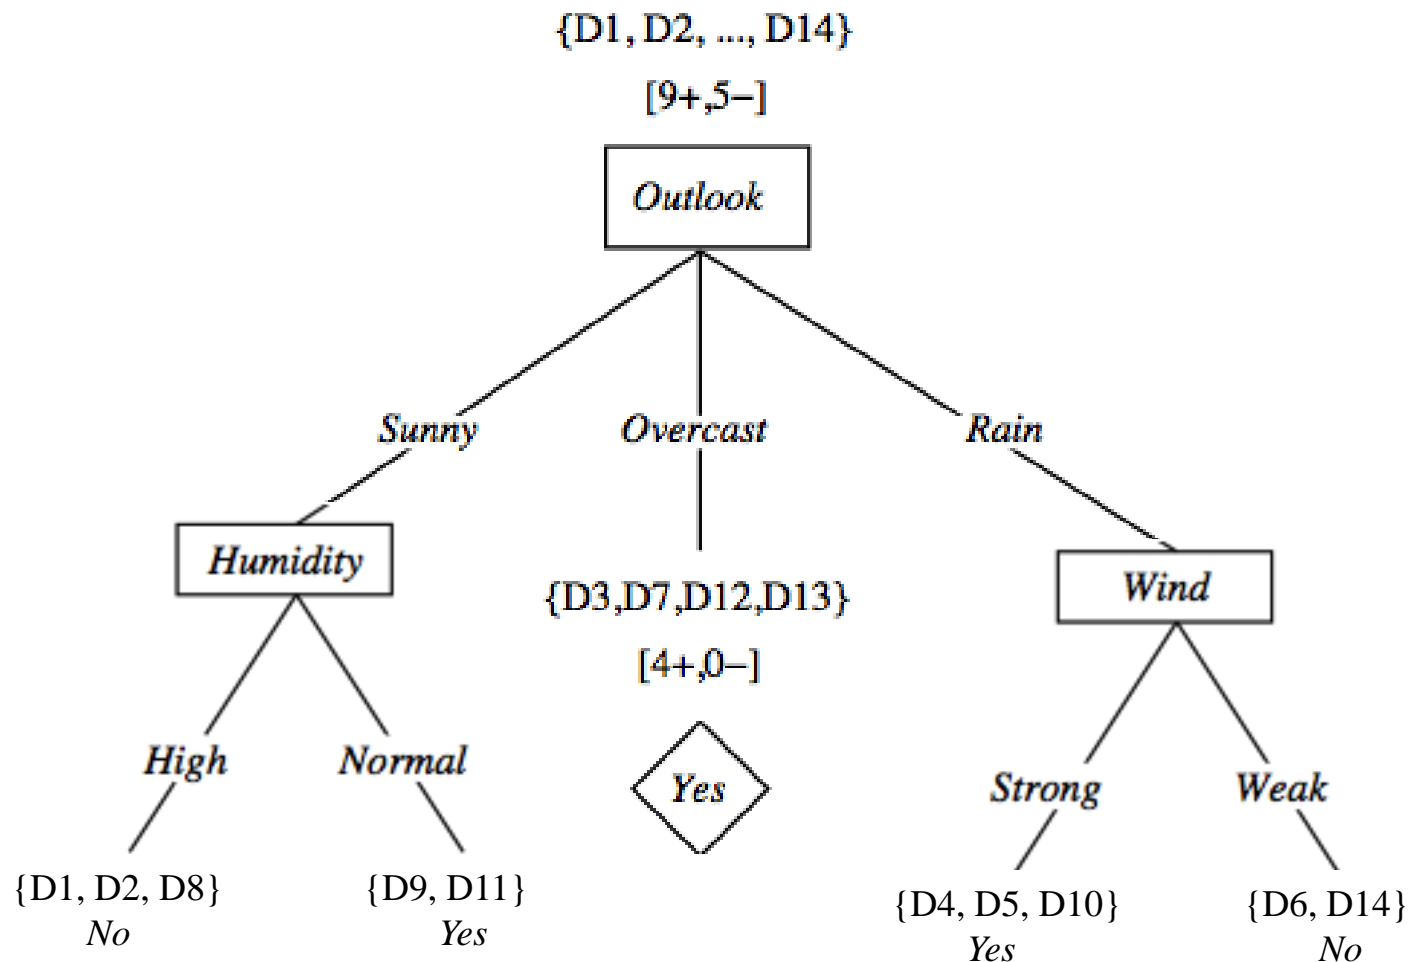 {D1, D2, ..., D14}
[9+,5−]
Outlook
Sunny
Overcast
Rain
Humidity
{D3,D7,D12,D13}
[4+,0−]
Wind
High
Normal
Yes
Strong
Weak
{D1, D2, D8}
No
{D9, D11}
Yes
{D4, D5, D10}
Yes
{D6, D14}
No